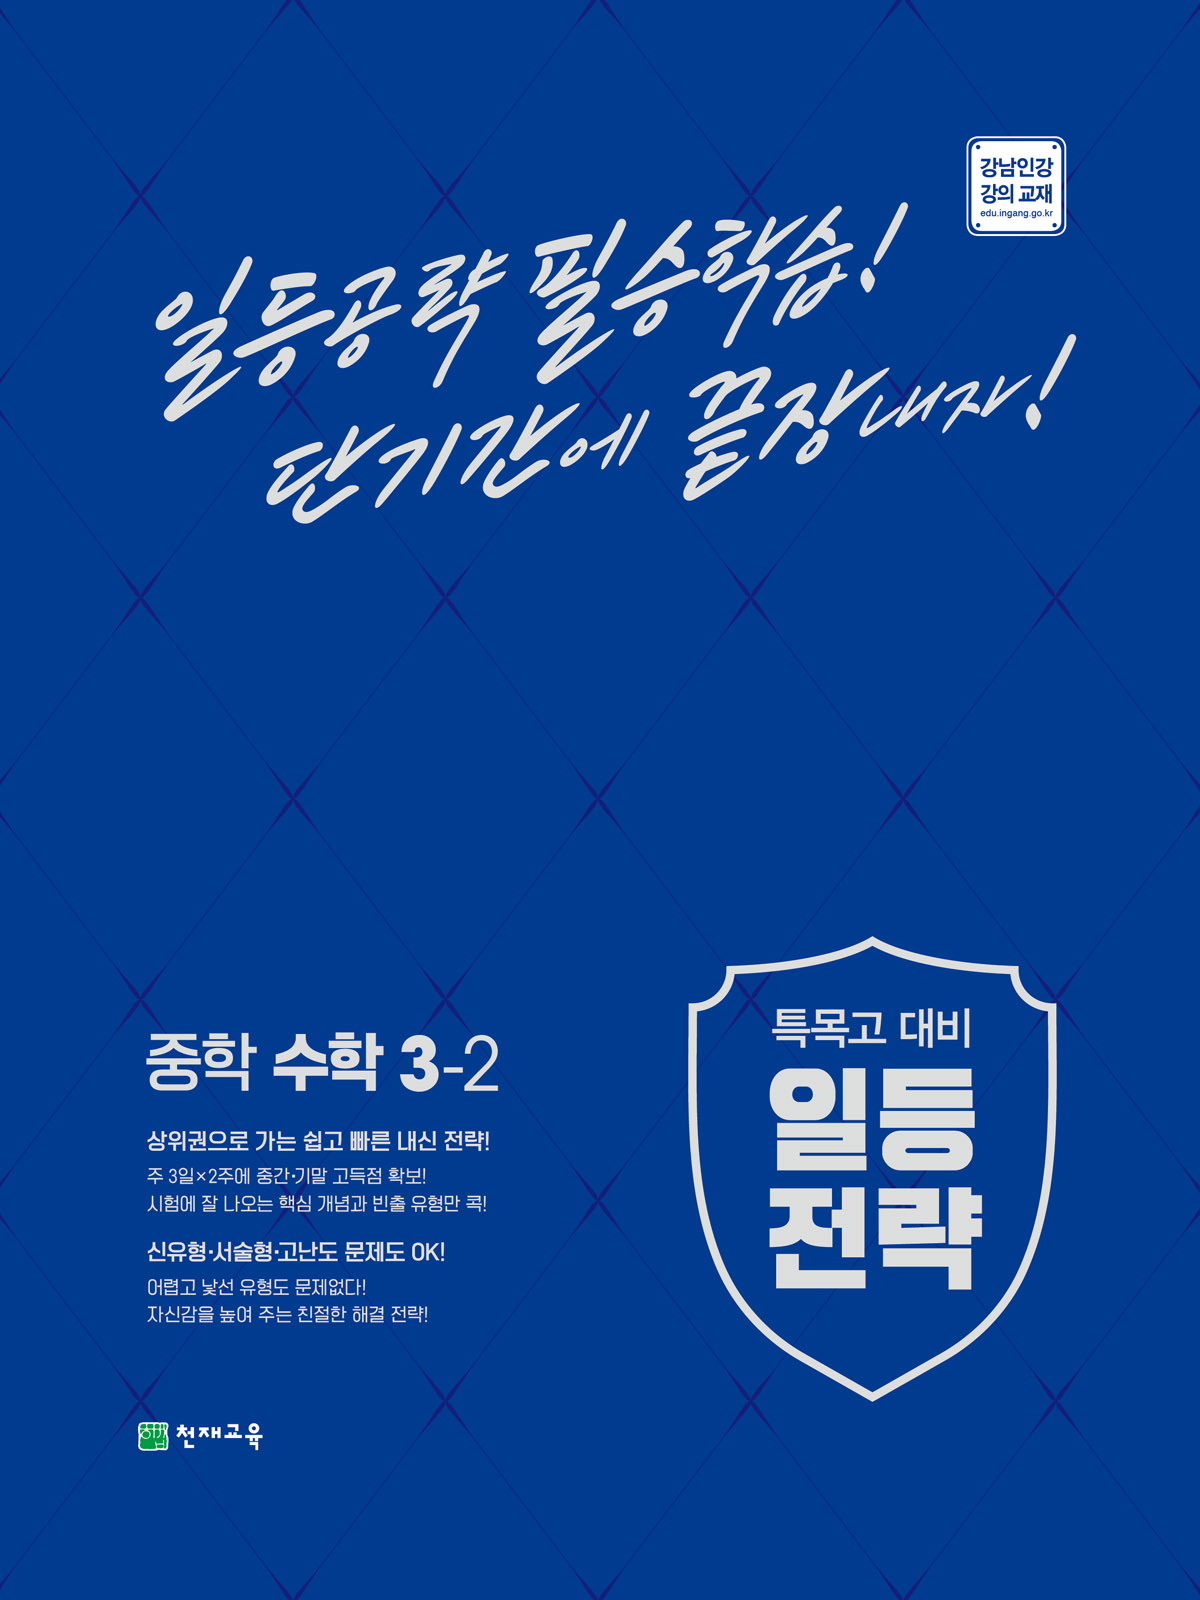 강남인강
강의 교재
edu.ingang.go.kr
일등공략 필승학습!
단기간에 끝장내자!
특목고 대비
일등
전략
중학 수학 3-2
상위권으로 가는 쉽고 빠른 내신 전략!
주 3일×2주에 중간·기말 고득점 확보!
시험에 잘 나오는 핵심 개념과 빈출 유형만 콕!
신유형·서술형·고난도 문제도 OK!
어렵고 낯선 유형도 문제없다!
자신감을 높여 주는 친절한 해결 전략!
천재교육